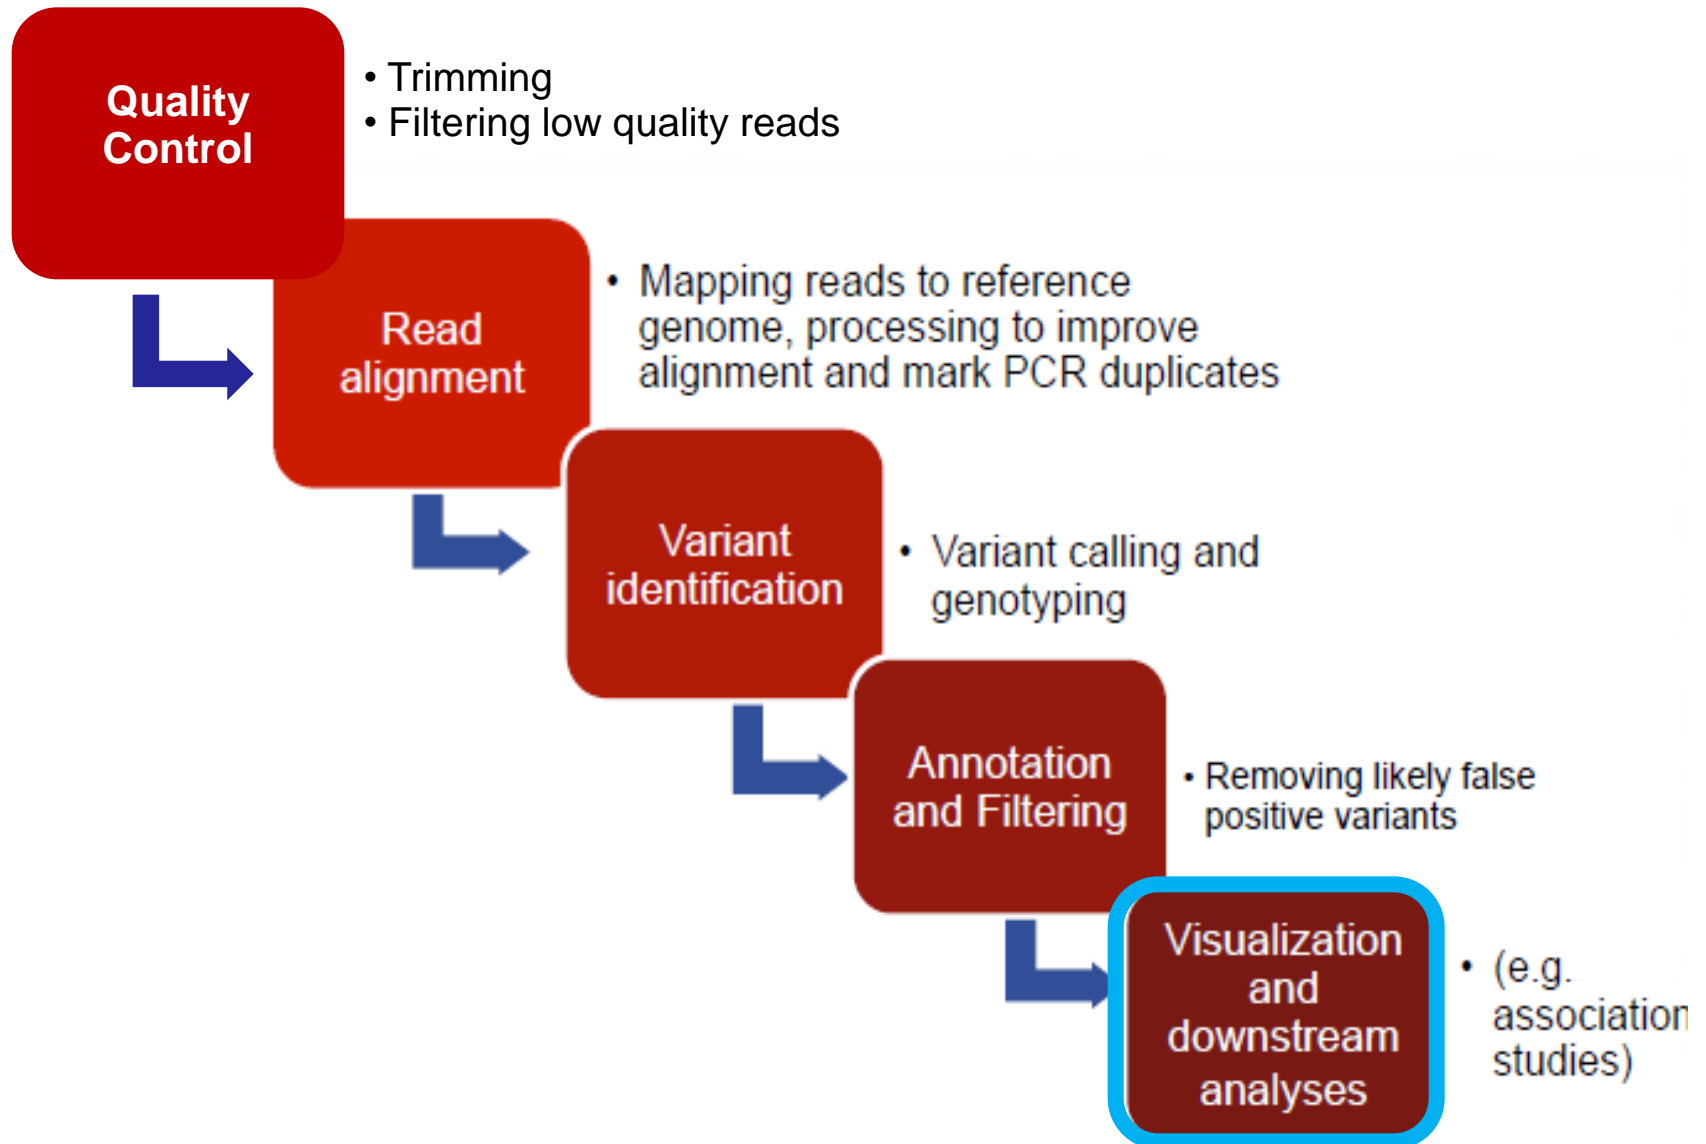 Quality
Control
• Trimming
• Filtering low quality reads
Read
alignment
• Mapping reads to reference
genome, processing to improve
alignment and mark PCR duplicates
Variant
identification
• Variant calling and
genotyping
Annotation
and Filtering
• Removing likely false
positive variants
Visualization
and
downstream
analyses
• (e.g.
association
studies)